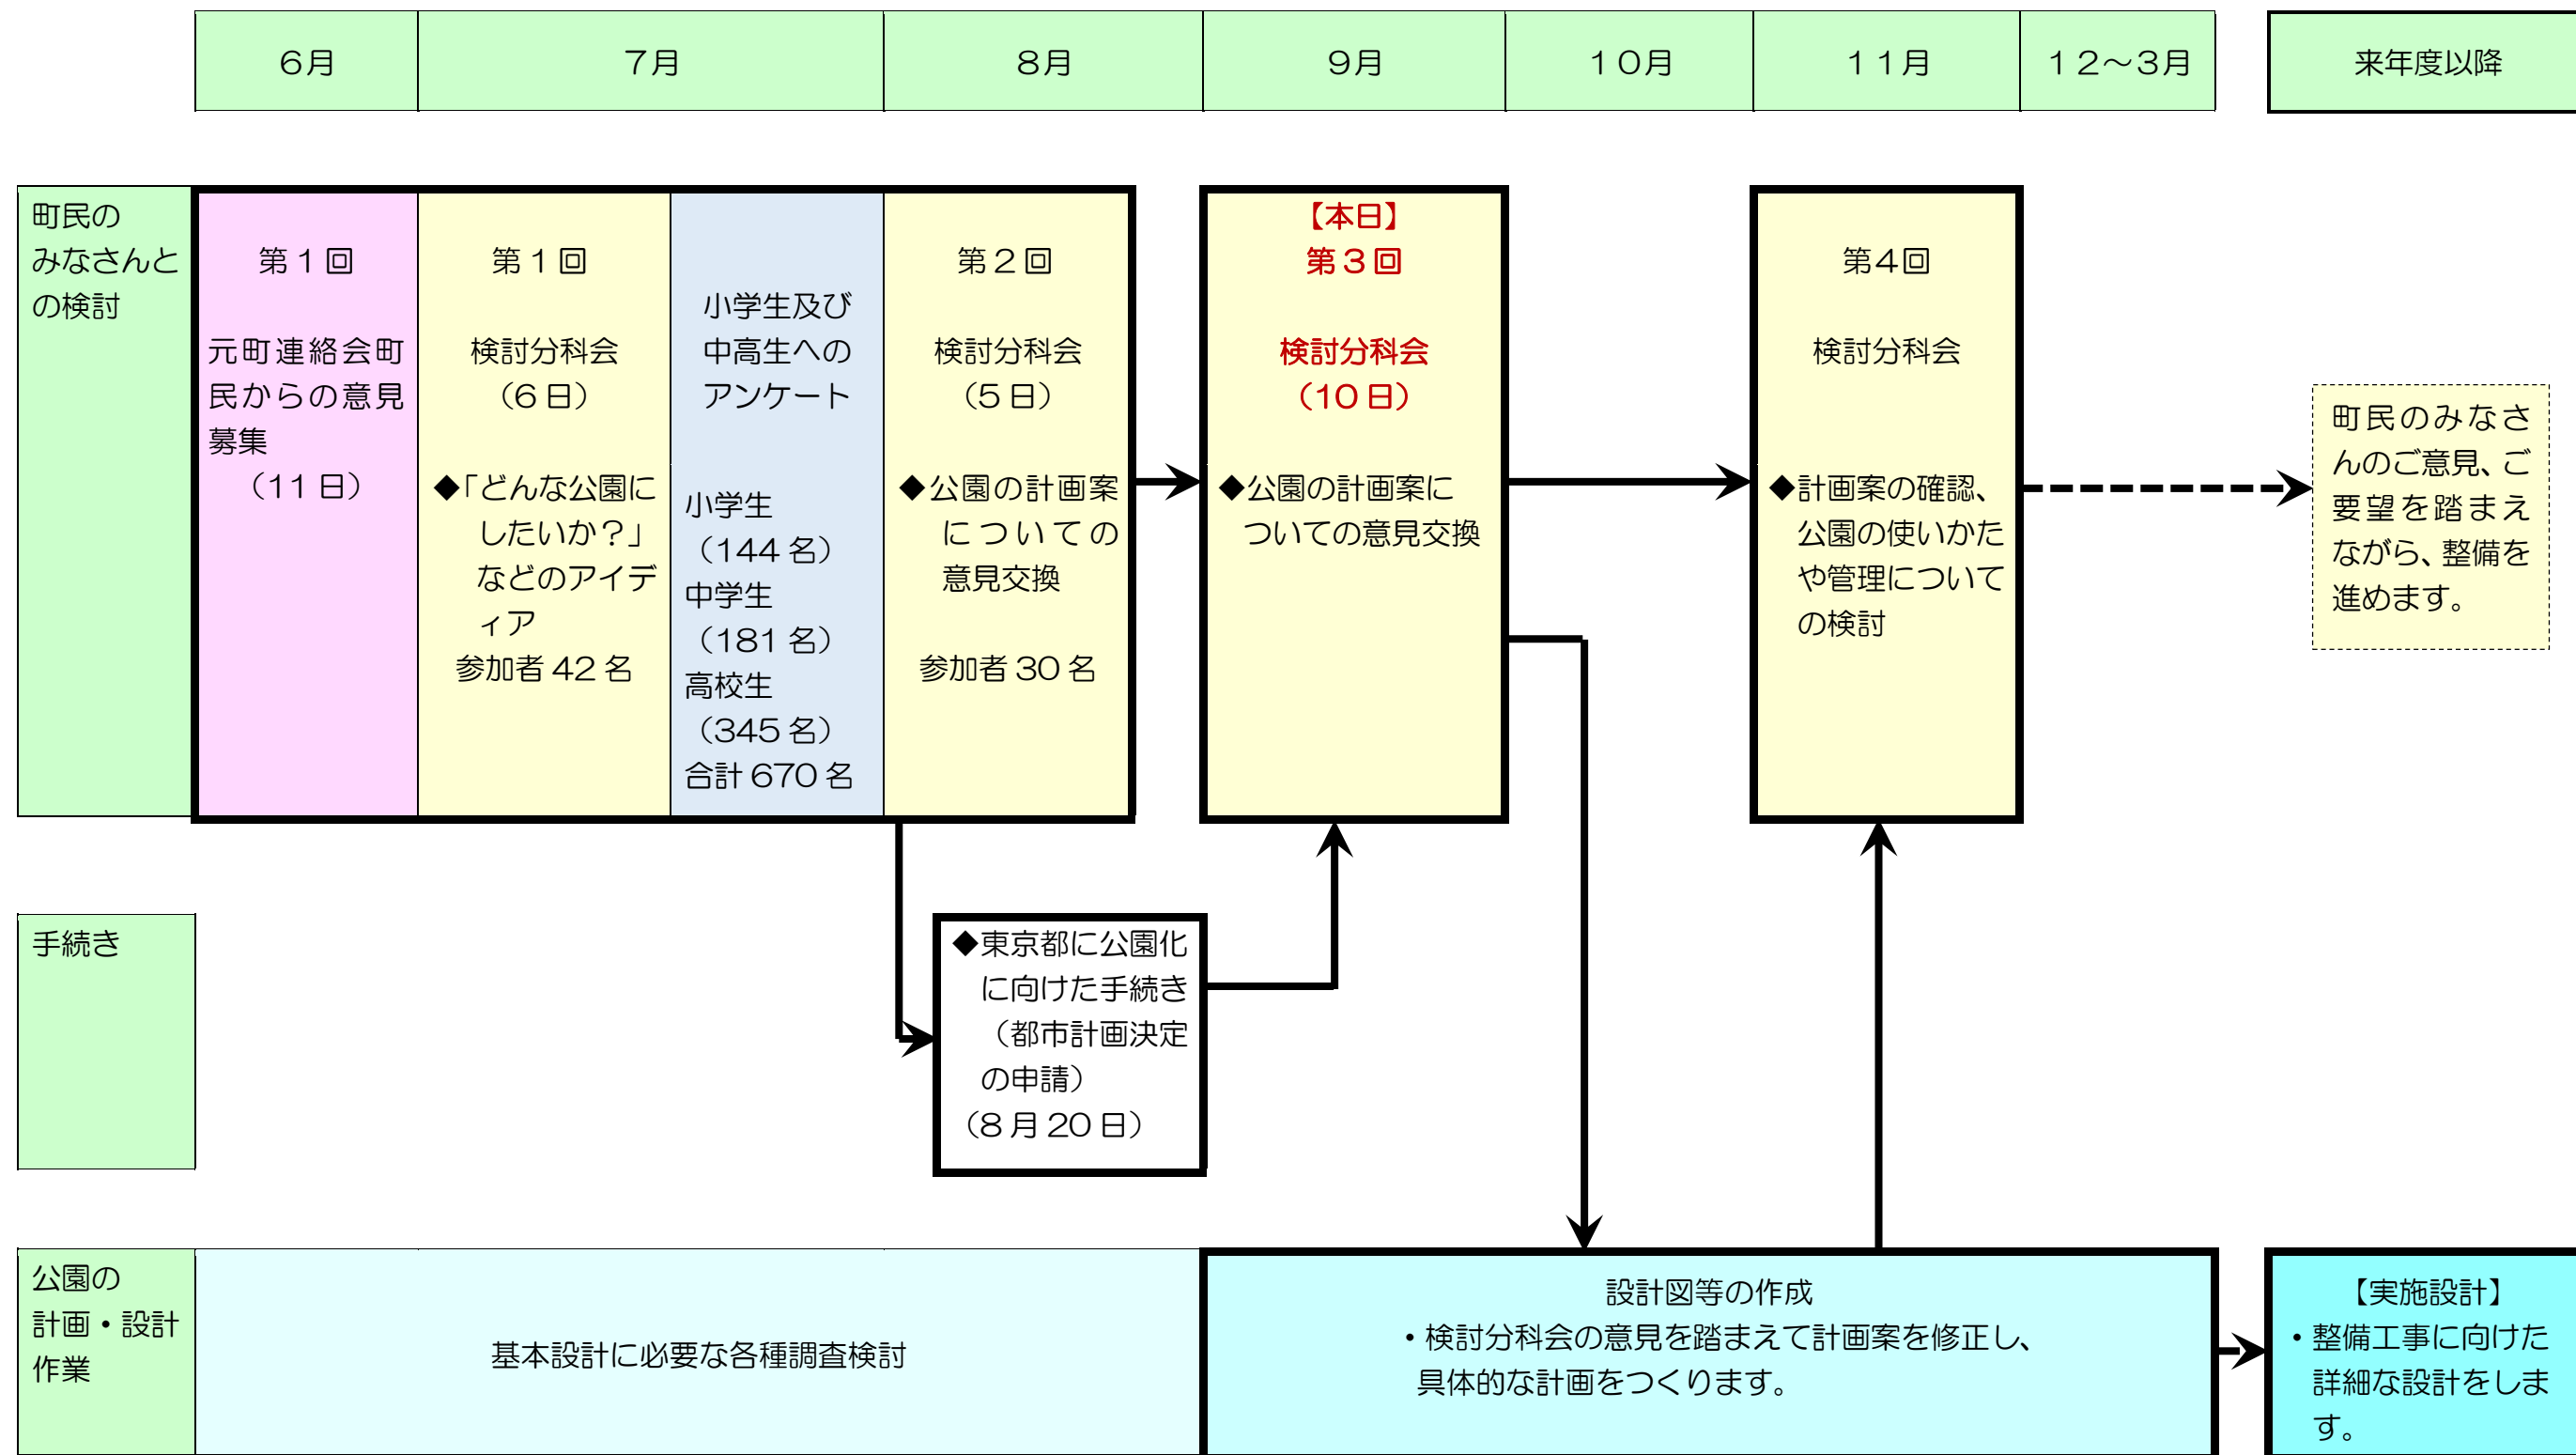 6月
7月
8月
9月
10月
11月
12～3月
来年度以降
町民の
みなさんと
の検討
第1回
元町連絡会町
民からの意見
募集
（11日）
第1回
検討分科会
（6日）
◆「どんな公園に
したいか？」
などのアイデ
ィア
参加者42名
小学生及び
中高生への
アンケート
小学生
（144名）
中学生
（181名）
高校生
（345名）
合計670名
第2回
検討分科会
（5日）
◆公園の計画案
についての
意見交換
参加者30名
【本日】
第3回
検討分科会
（10日）
◆公園の計画案に
ついての意見交換
第4回
検討分科会
◆計画案の確認、
公園の使いかた
や管理について
の検討
町民のみなさ
んのご意見、ご
要望を踏まえ
ながら、整備を
進めます。
手続き
◆東京都に公園化
に向けた手続き
（都市計画決定
の申請）
（8月20日）
公園の
計画・設計
作業
基本設計に必要な各種調査検討
設計図等の作成
・検討分科会の意見を踏まえて計画案を修正し、
具体的な計画をつくります。
【実施設計】
・整備工事に向けた
詳細な設計をしま
す。